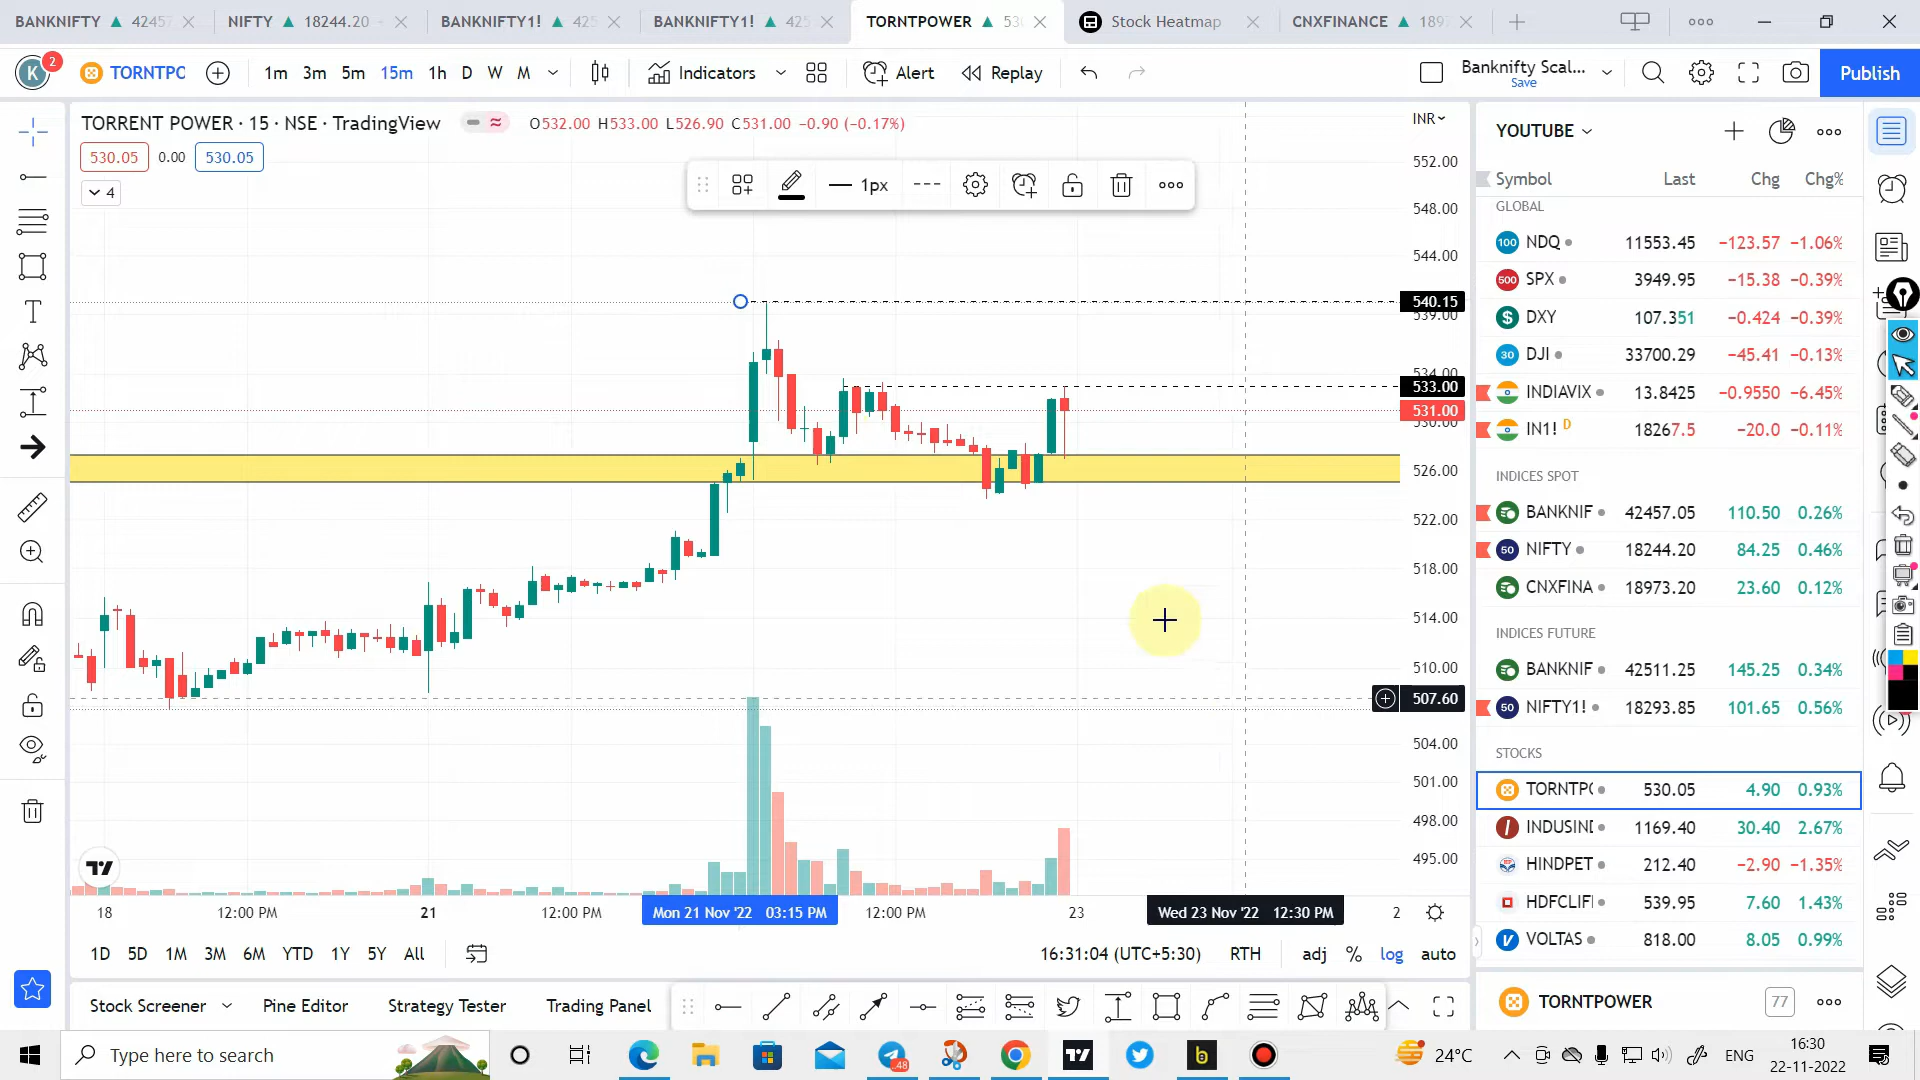 BANKNIFTY ▲ 42457
NIFTY ▲ 18244.20
BANKNIFTY1! ▲ 425
BANKNIFTY1! ▲ 425
TORNTPOWER ▲ 530
Stock Heatmap
CNXFINANCE ▲ 1897
K 2
TORNTPO
1m 3m 5m 15m 1h D W M
Indicators
Alert
Replay
Banknifty Scal...
Save
Publish
TORRENT POWER · 15 · NSE · TradingView
O532.00 H533.00 L526.90 C531.00 −0.90 (−0.17%)
INR
530.05 0.00 530.05
4
1px
552.00
548.00
544.00
540.15
539.00
534.00
533.00
531.00
530.00
526.00
522.00
518.00
514.00
510.00
507.60
504.00
501.00
498.00
495.00
18 12:00 PM 21 12:00 PM Mon 21 Nov '22 03:15 PM 12:00 PM 23 Wed 23 Nov '22 12:30 PM 2
1D 5D 1M 3M 6M YTD 1Y 5Y All
16:31:04 (UTC+5:30) RTH adj % log auto
Stock Screener Pine Editor Strategy Tester Trading Panel
YOUTUBE
Symbol Last Chg Chg%
GLOBAL
100 NDQ 11553.45 −123.57 −1.06%
500 SPX 3949.95 −15.38 −0.39%
$ DXY 107.351 −0.424 −0.39%
30 DJI 33700.29 −45.41 −0.13%
INDIAVIX 13.8425 −0.9550 −6.45%
IN1! D 18267.5 −20.0 −0.11%
INDICES SPOT
BANKNIF 42457.05 110.50 0.26%
50 NIFTY 18244.20 84.25 0.46%
CNXFINA 18973.20 23.60 0.12%
INDICES FUTURE
BANKNIF 42511.25 145.25 0.34%
50 NIFTY1! 18293.85 101.65 0.56%
STOCKS
TORNTPO 530.05 4.90 0.93%
INDUSIND 1169.40 30.40 2.67%
HINDPET 212.40 −2.90 −1.35%
HDFCLIFE 539.95 7.60 1.43%
VOLTAS 818.00 8.05 0.99%
TORNTPOWER 77
Type here to search
48
24°C
ENG
16:30
22-11-2022